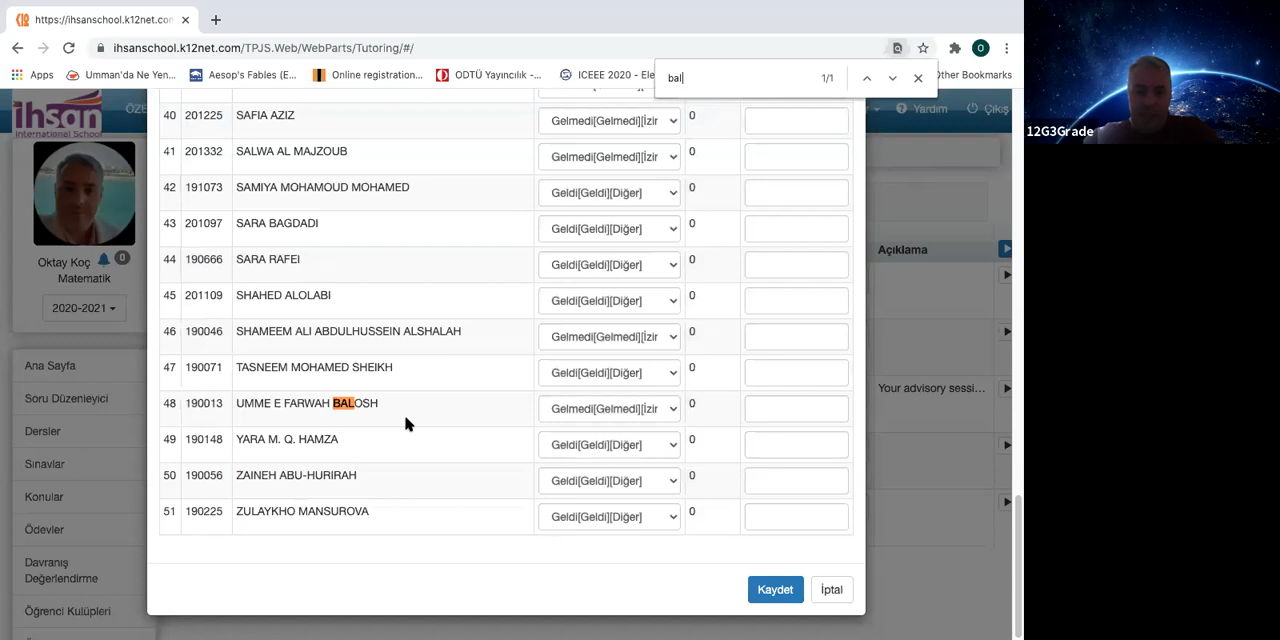 https://ihsanschool.k12net.com
ihsanschool.k12net.com/TPJS.Web/WebParts/Tutoring/#/
O
Apps
Umman'da Ne Yen...
Aesop's Fables (E...
Online registration...
ODTÜ Yayıncılık -...
ICEEE 2020 - Ele
Other Bookmarks
bal
1/1
ihsan
International School
ÖZE
Yardım
Çıkış
Oktay Koç
0
Matematik
2020-2021
Ana Sayfa
Soru Düzenleyici
Dersler
Sınavlar
Konular
Ödevler
Davranış
Değerlendirme
Öğrenci Kulüpleri
40 201225 SAFIA AZIZ Gelmedi[Gelmedi][İzir 0
41 201332 SALWA AL MAJZOUB Gelmedi[Gelmedi][İzir 0
42 191073 SAMIYA MOHAMOUD MOHAMED Geldi[Geldi][Diğer] 0
43 201097 SARA BAGDADI Geldi[Geldi][Diğer] 0
44 190666 SARA RAFEI Geldi[Geldi][Diğer] 0
45 201109 SHAHED ALOLABI Geldi[Geldi][Diğer] 0
46 190046 SHAMEEM ALI ABDULHUSSEIN ALSHALAH Gelmedi[Gelmedi][İzir 0
47 190071 TASNEEM MOHAMED SHEIKH Geldi[Geldi][Diğer] 0
48 190013 UMME E FARWAH BALOSH Gelmedi[Gelmedi][İzir 0
49 190148 YARA M. Q. HAMZA Geldi[Geldi][Diğer] 0
50 190056 ZAINEH ABU-HURIRAH Geldi[Geldi][Diğer] 0
51 190225 ZULAYKHO MANSUROVA Geldi[Geldi][Diğer] 0
Kaydet
İptal
Açıklama
Your advisory sessi...
12G3Grade